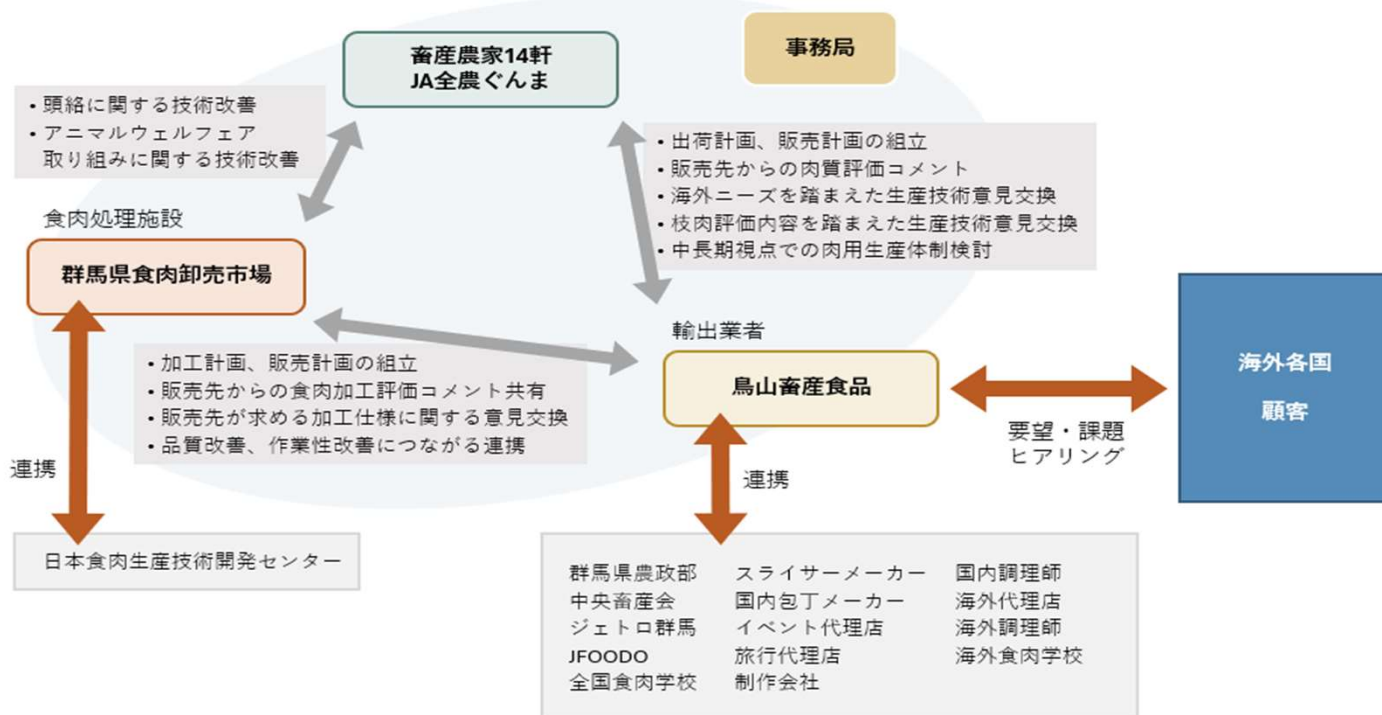 畜産農家14軒
JA全農ぐんま
事務局
• 頭絡に関する技術改善
• アニマルウェルフェア
取り組みに関する技術改善
• 出荷計画、販売計画の組立
• 販売先からの肉質評価コメント
• 海外ニーズを踏まえた生産技術意見交換
• 枝肉評価内容を踏まえた生産技術意見交換
• 中長期視点での肉用生産体制検討
食肉処理施設
群馬県食肉卸売市場
輸出業者
鳥山畜産食品
• 加工計画、販売計画の組立
• 販売先からの食肉加工評価コメント共有
• 販売先が求める加工仕様に関する意見交換
• 品質改善、作業性改善につながる連携
海外各国
顧客
要望・課題
ヒアリング
連携
連携
日本食肉生産技術開発センター
群馬県農政部 スライサーメーカー 国内調理師
中央畜産会 国内包丁メーカー 海外代理店
ジェトロ群馬 イベント代理店 海外調理師
JFOODO 旅行代理店 海外食肉学校
全国食肉学校 制作会社